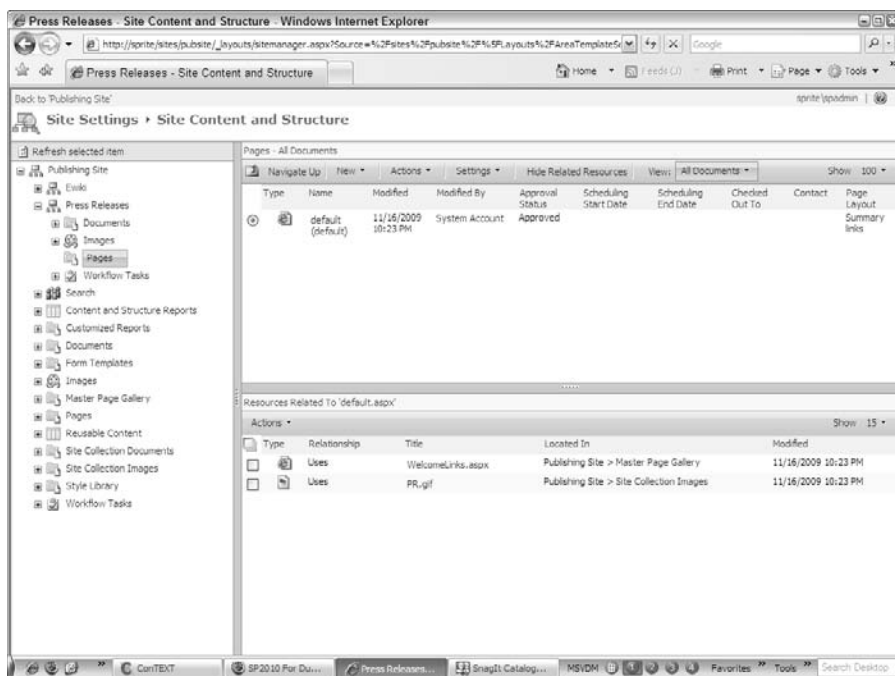 Press Releases - Site Content and Structure - Windows Internet Explorer
http://sprite/sites/pubsite/_layouts/sitemanager.aspx?Source=%2Fsites%2Fpubsite%2F%5FLayouts%2FAreaTemplateSe
Google
Press Releases - Site Content and Structure
Home Feeds (J) Print Page Tools
Back to 'Publishing Site'
sprite\spadmin
Site Settings Site Content and Structure
Refresh selected item
Publishing Site
Ewiki
Press Releases
Documents
Images
Pages
Workflow Tasks
Search
Content and Structure Reports
Customized Reports
Documents
Form Templates
Images
Master Page Gallery
Pages
Reusable Content
Site Collection Documents
Site Collection Images
Style Library
Workflow Tasks
Pages - All Documents
Navigate Up New Actions Settings Hide Related Resources View: All Documents Show 100
Type Name Modified Modified By Approval Status Scheduling Start Date Scheduling End Date Checked Out To Contact Page Layout
default (default) 11/16/2009 10:23 PM System Account Approved Summary links
Resources Related To 'default.aspx'
Actions Show 15
Type Relationship Title Located In Modified
Uses WelcomeLinks.aspx Publishing Site > Master Page Gallery 11/16/2009 10:23 PM
Uses PR.gif Publishing Site > Site Collection Images 11/16/2009 10:23 PM
ConTEXT SP2010 For Du... Press Releases... SnagIt Catalog... MSVDM 1 2 3 4 Favorites » Tools » Search Desktop